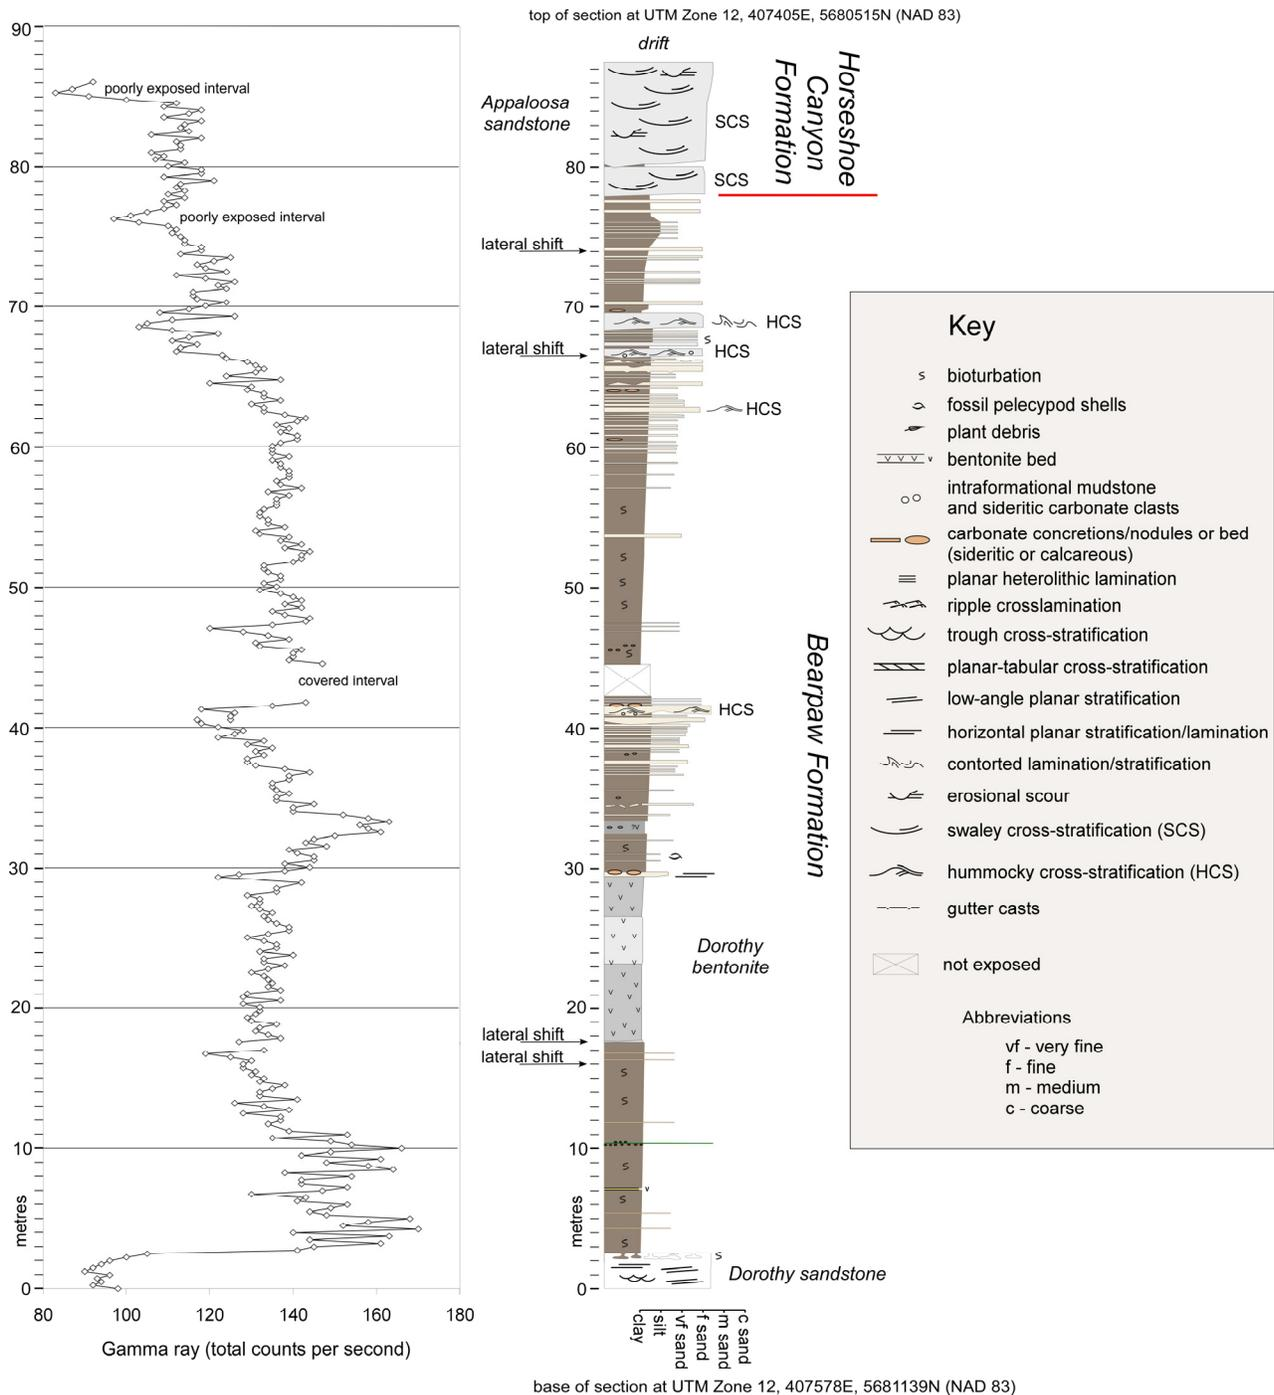 top of section at UTM Zone 12, 407405E, 5680515N (NAD 83)
90
80
70
60
50
40
30
20
10
0
metres
poorly exposed interval
poorly exposed interval
covered interval
80
100
120
140
160
180
Gamma ray (total counts per second)
drift
Appaloosa
sandstone
SCS
SCS
Horseshoe
Canyon
Formation
80
lateral shift
70
HCS
lateral shift
HCS
HCS
60
50
HCS
40
Bearpaw Formation
?v
30
Dorothy
bentonite
20
lateral shift
lateral shift
10
metres
Dorothy sandstone
0
clay
silt
vf sand
f sand
m sand
c sand
base of section at UTM Zone 12, 407578E, 5681139N (NAD 83)
Key
bioturbation
fossil pelecypod shells
plant debris
bentonite bed
intraformational mudstone
and sideritic carbonate clasts
carbonate concretions/nodules or bed
(sideritic or calcareous)
planar heterolithic lamination
ripple crosslamination
trough cross-stratification
planar-tabular cross-stratification
low-angle planar stratification
horizontal planar stratification/lamination
contorted lamination/stratification
erosional scour
swaley cross-stratification (SCS)
hummocky cross-stratification (HCS)
gutter casts
not exposed
Abbreviations
vf - very fine
f - fine
m - medium
c - coarse